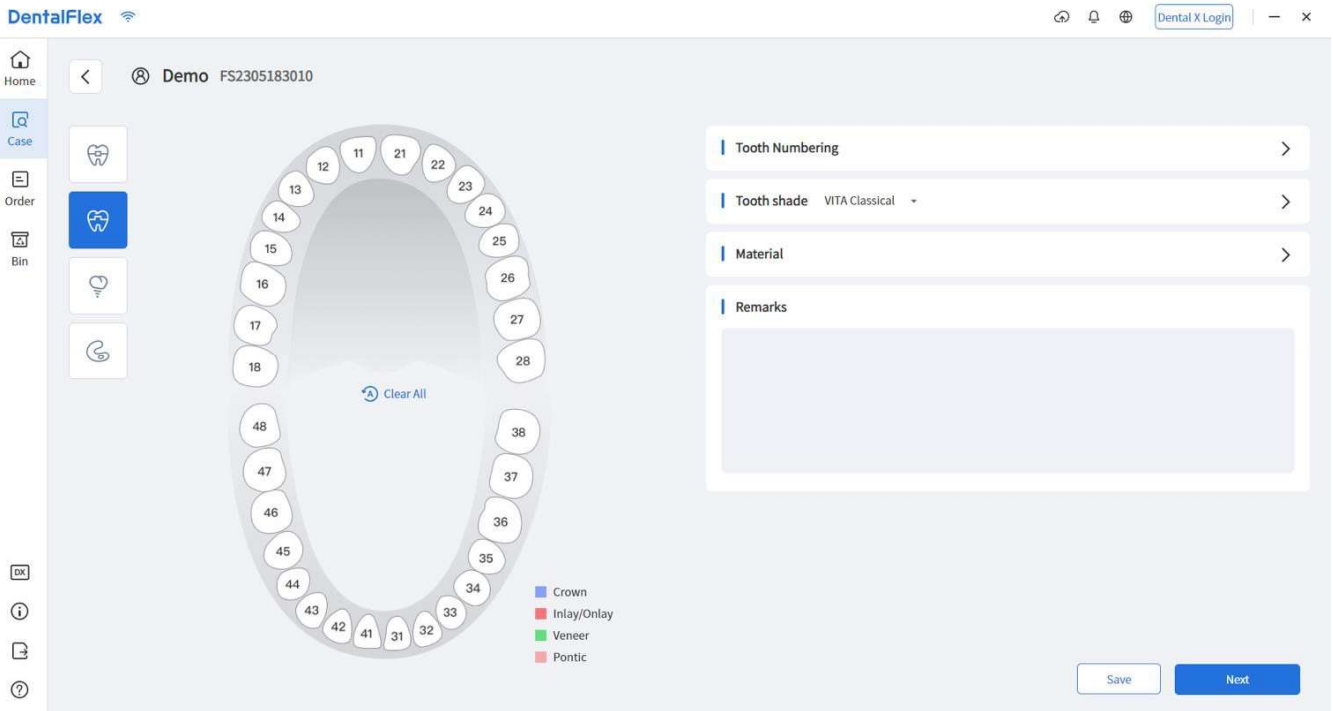 DentalFlex
Dental X Login
Home
Case
Order
Bin
DX
Demo FS2305183010
11 21
12 22
13 23
14 24
15 25
16 26
17 27
18 28
Clear All
48 38
47 37
46 36
45 35
44 34
43 33
42 41 31 32
Crown
Inlay/Onlay
Veneer
Pontic
Tooth Numbering
Tooth shade VITA Classical
Material
Remarks
Save Next